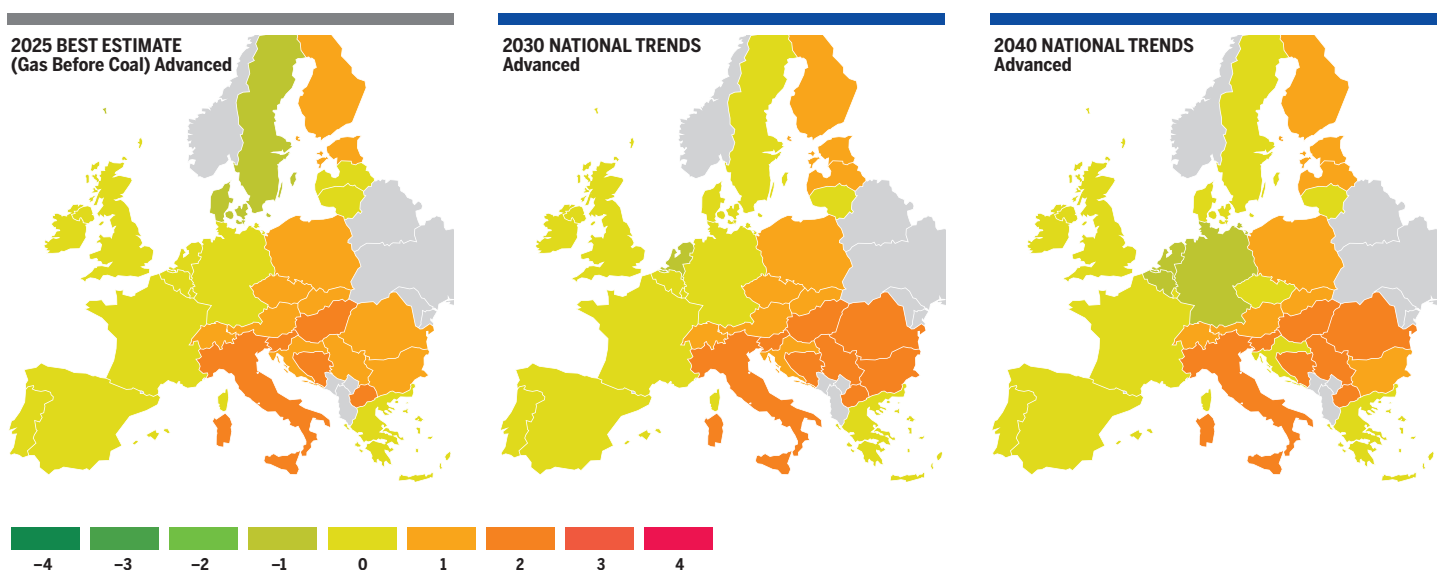 2025 BEST ESTIMATE
(Gas Before Coal) Advanced
2030 NATIONAL TRENDS
Advanced
2040 NATIONAL TRENDS
Advanced
–4 –3 –2 –1 0 1 2 3 4